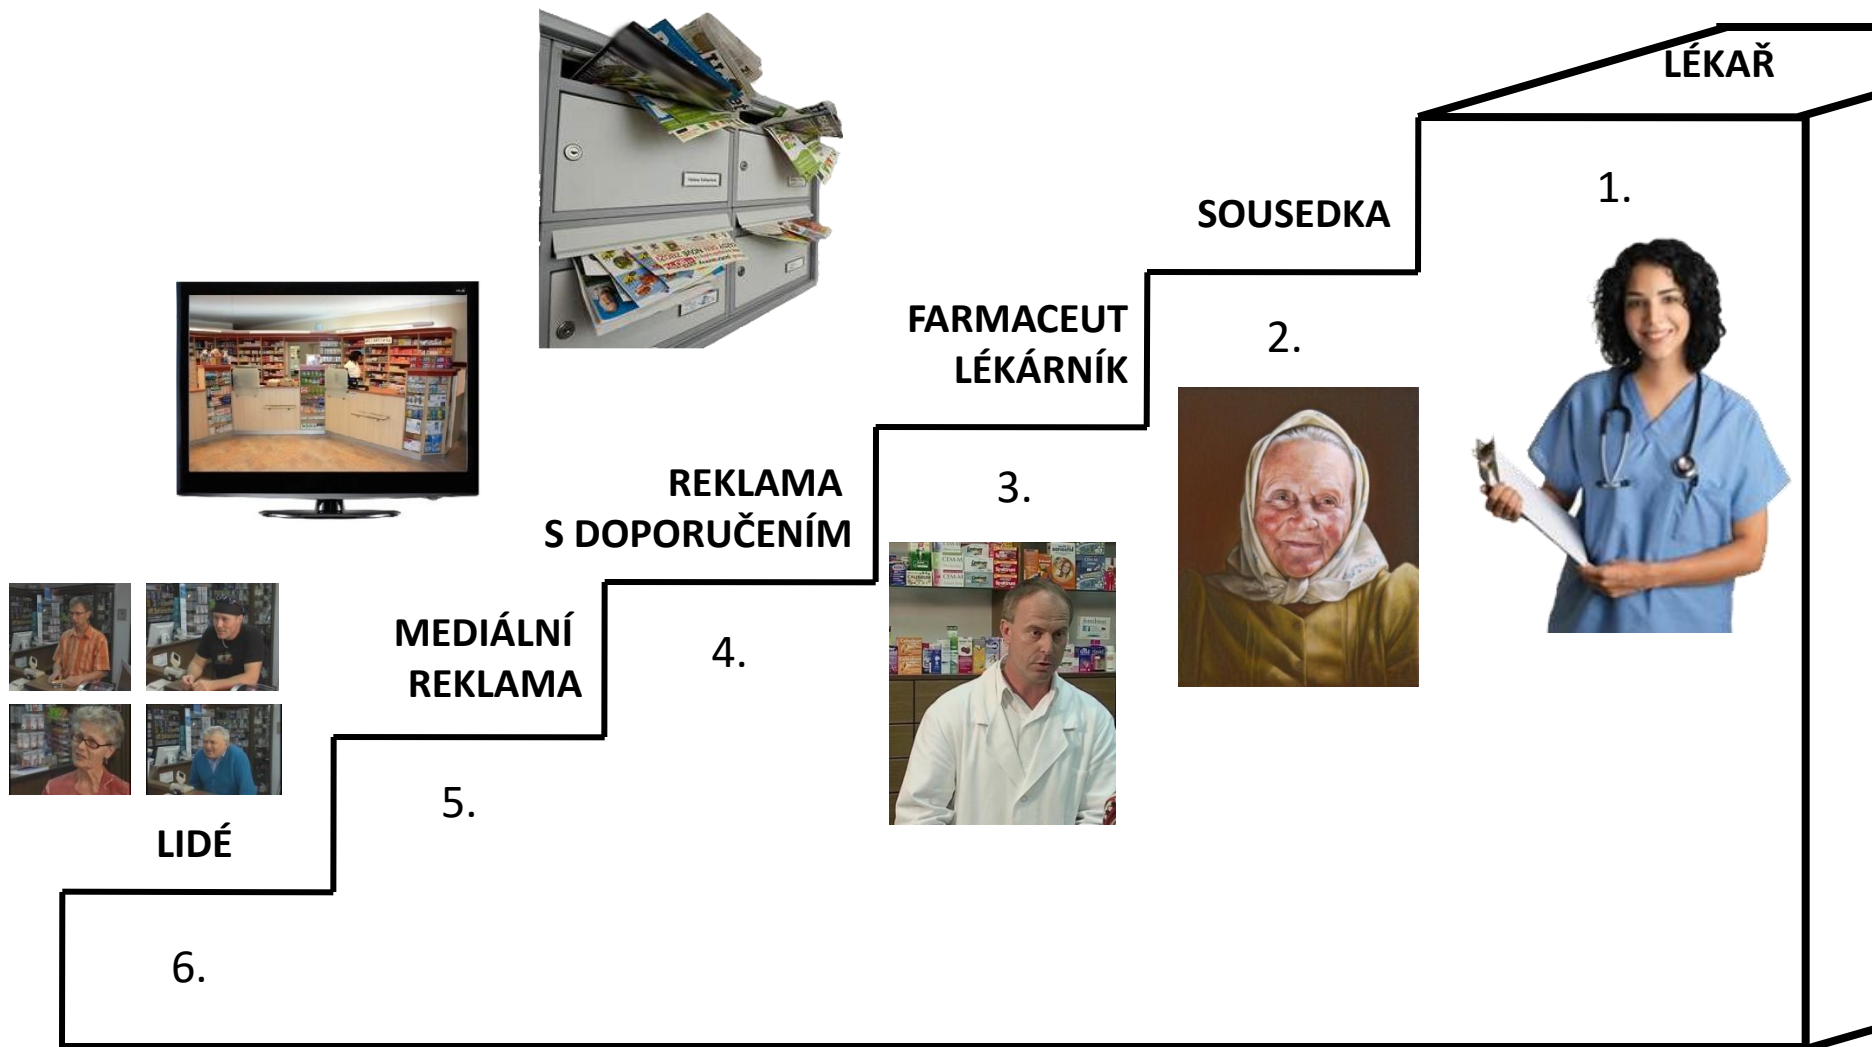 LÉKAŘ
1.
SOUSEDKA
2.
FARMACEUT
LÉKÁRNÍK
3.
REKLAMA
S DOPORUČENÍM
4.
MEDIÁLNÍ
REKLAMA
5.
LIDÉ
6.